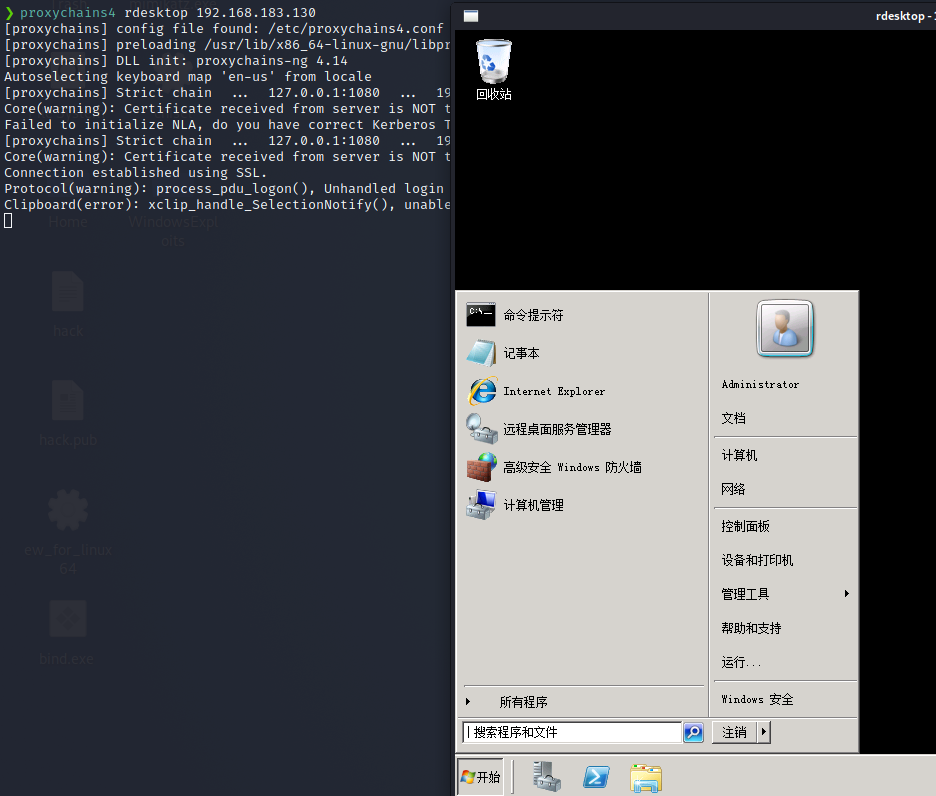 ❯ proxychains4 rdesktop 192.168.183.130
[proxychains] config file found: /etc/proxychains4.conf
[proxychains] preloading /usr/lib/x86_64-linux-gnu/libpr
[proxychains] DLL init: proxychains-ng 4.14
Autoselecting keyboard map 'en-us' from locale
[proxychains] Strict chain  ...  127.0.0.1:1080  ...  19
Core(warning): Certificate received from server is NOT t
Failed to initialize NLA, do you have correct Kerberos T
[proxychains] Strict chain  ...  127.0.0.1:1080  ...  19
Core(warning): Certificate received from server is NOT t
Connection established using SSL.
Protocol(warning): process_pdu_logon(), Unhandled login
Clipboard(error): xclip_handle_SelectionNotify(), unable
Home
WindowsExpl
oits
hack
hack.pub
ew_for_linux
64
bind.exe
rdesktop -
回收站
C:\
命令提示符
记事本
Internet Explorer
远程桌面服务管理器
高级安全 Windows 防火墙
计算机管理
所有程序
搜索程序和文件
Administrator
文档
计算机
网络
控制面板
设备和打印机
管理工具
帮助和支持
运行...
Windows 安全
注销
开始